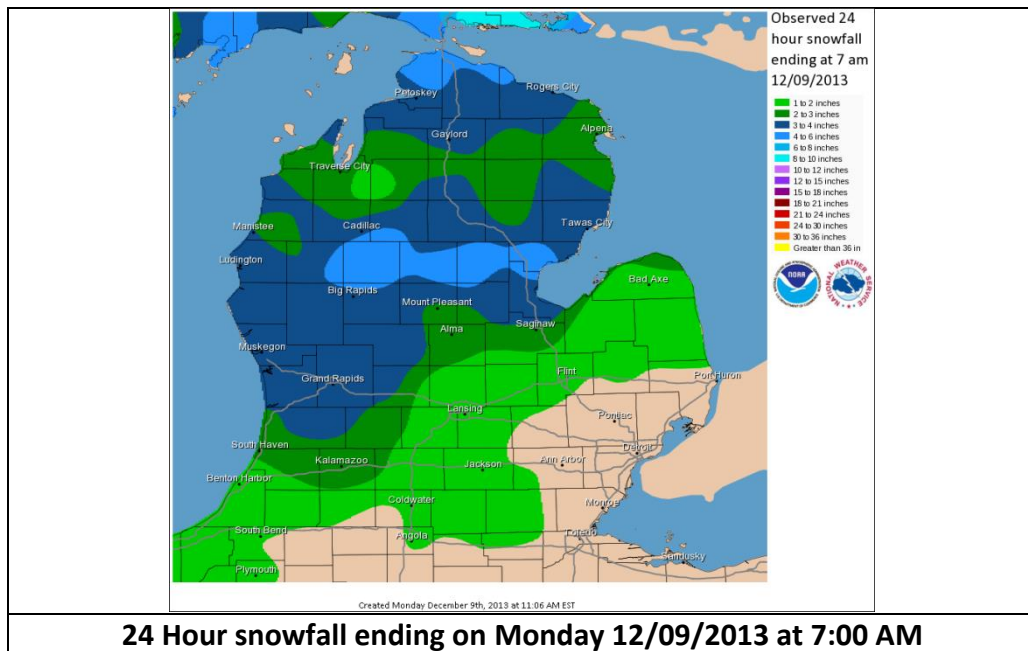 Observed 24
hour snowfall
ending at 7 am
12/09/2013
1 to 2 inches
2 to 3 inches
3 to 4 inches
4 to 6 inches
6 to 8 inches
8 to 10 inches
10 to 12 inches
12 to 15 inches
15 to 18 inches
18 to 21 inches
21 to 24 inches
24 to 30 inches
30 to 36 inches
Greater than 36 in
NOAA
NATIONAL WEATHER SERVICE
Petoskey
Rogers City
Gaylord
Alpena
Traverse City
Manistee
Cadillac
Tawas City
Ludington
Big Rapids
Bad Axe
Mount Pleasant
Alma
Saginaw
Muskegon
Grand Rapids
Flint
Port Huron
Lansing
Pontiac
South Haven
Detroit
Kalamazoo
Jackson
Ann Arbor
Benton Harbor
Coldwater
Monroe
South Bend
Angola
Toledo
Sandusky
Plymouth
Created Monday December 9th, 2013 at 11:06 AM EST
24 Hour snowfall ending on Monday 12/09/2013 at 7:00 AM